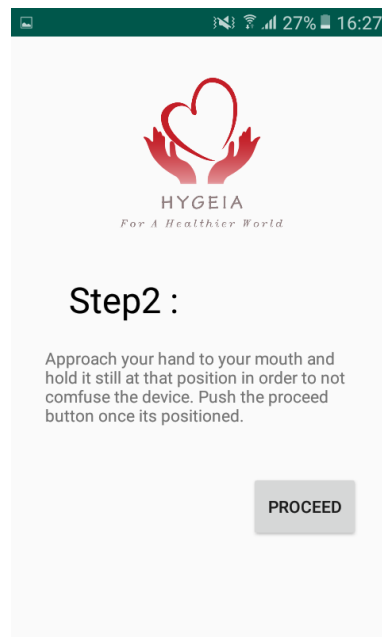 27% 16:27
HYGEIA
For A Healthier World
Step2 :
Approach your hand to your mouth and
hold it still at that position in order to not
comfuse the device. Push the proceed
button once its positioned.
PROCEED